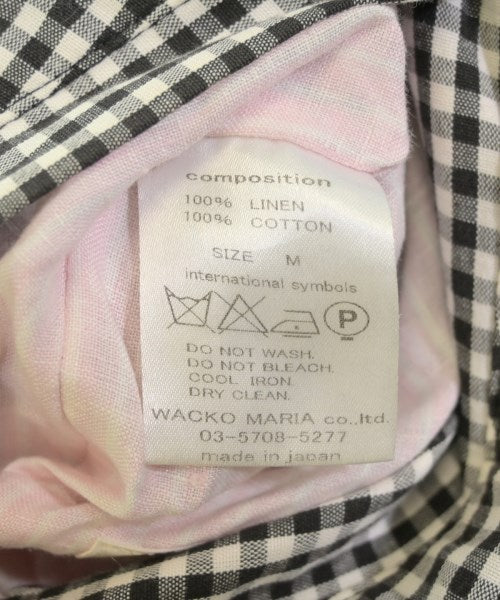 composition
100% LINEN
100% COTTON
SIZE M
international symbols
P
DO NOT WASH.
DO NOT BLEACH.
COOL IRON.
DRY CLEAN.
WACKO MARIA co.,ltd.
03-5708-5277
made in japan